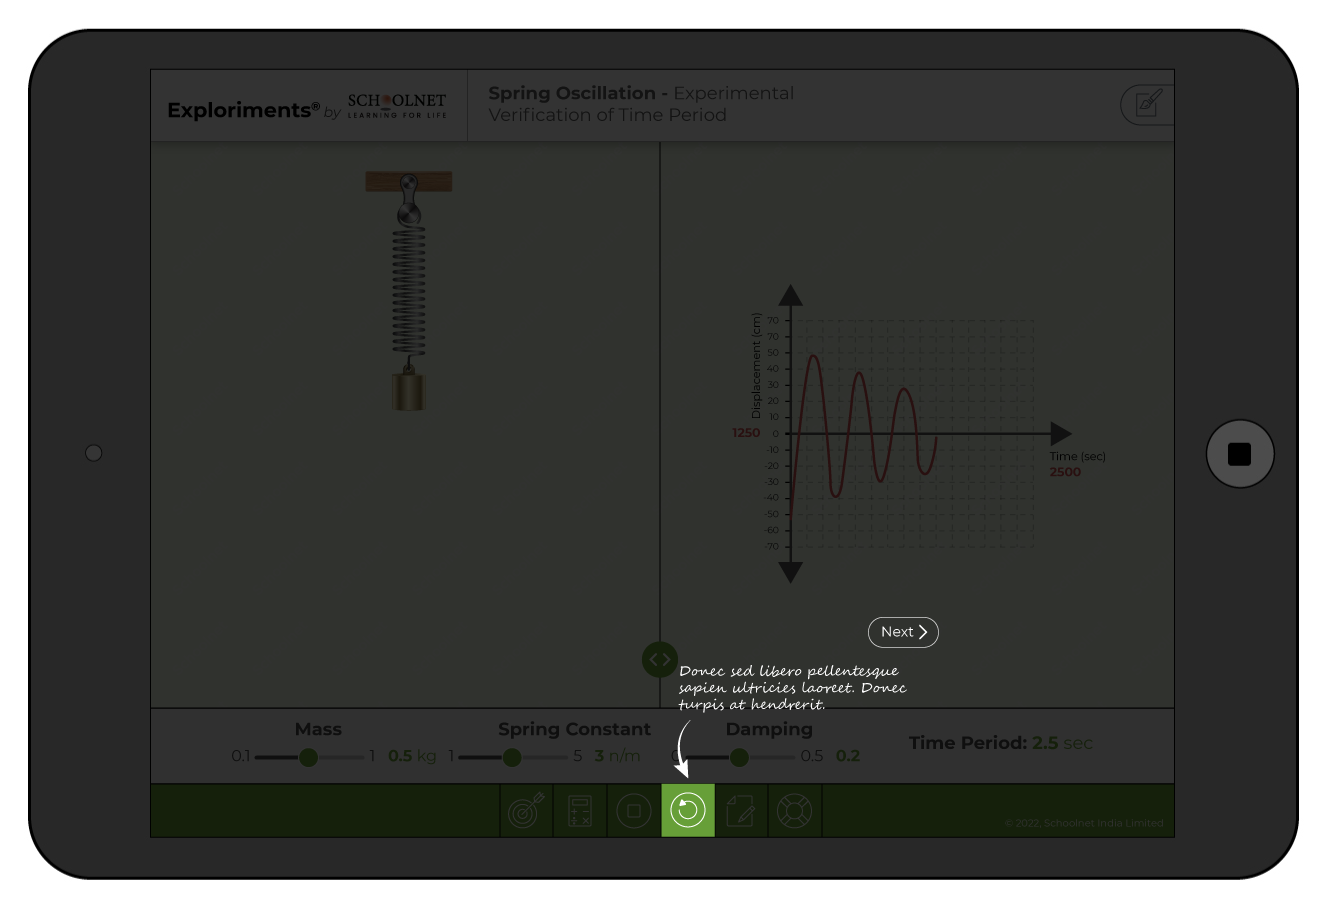 Exploriments® by SCHOOLNET
LEARNING FOR LIFE
Spring Oscillation - Experimental
Verification of Time Period
Displacement (cm)
70
70
50
40
30
20
10
1250 0
-10
-20
-30
-40
-50
-60
-70
Time (sec)
2500
Next
Donec sed libero pellentesque
sapien ultricies laoreet. Donec
turpis at hendrerit.
Mass
0.1 1 0.5 kg
Spring Constant
1 5 3 n/m
Damping
0 0.5 0.2
Time Period: 2.5 sec
© 2022, Schoolnet India Limited